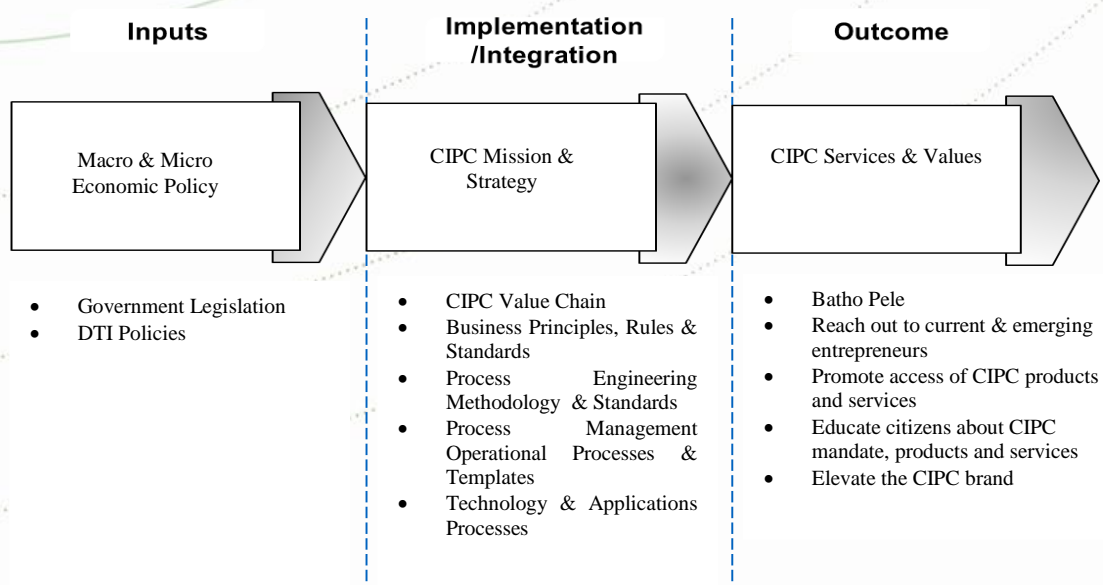 Inputs
Implementation
/Integration
Outcome
Macro & Micro
Economic Policy
CIPC Mission &
Strategy
CIPC Services & Values
• Government Legislation
• DTI Policies
• CIPC Value Chain
• Business Principles, Rules &
Standards
• Process Engineering
Methodology & Standards
• Process Management
Operational Processes &
Templates
• Technology & Applications
Processes
• Batho Pele
• Reach out to current & emerging
entrepreneurs
• Promote access of CIPC products
and services
• Educate citizens about CIPC
mandate, products and services
• Elevate the CIPC brand